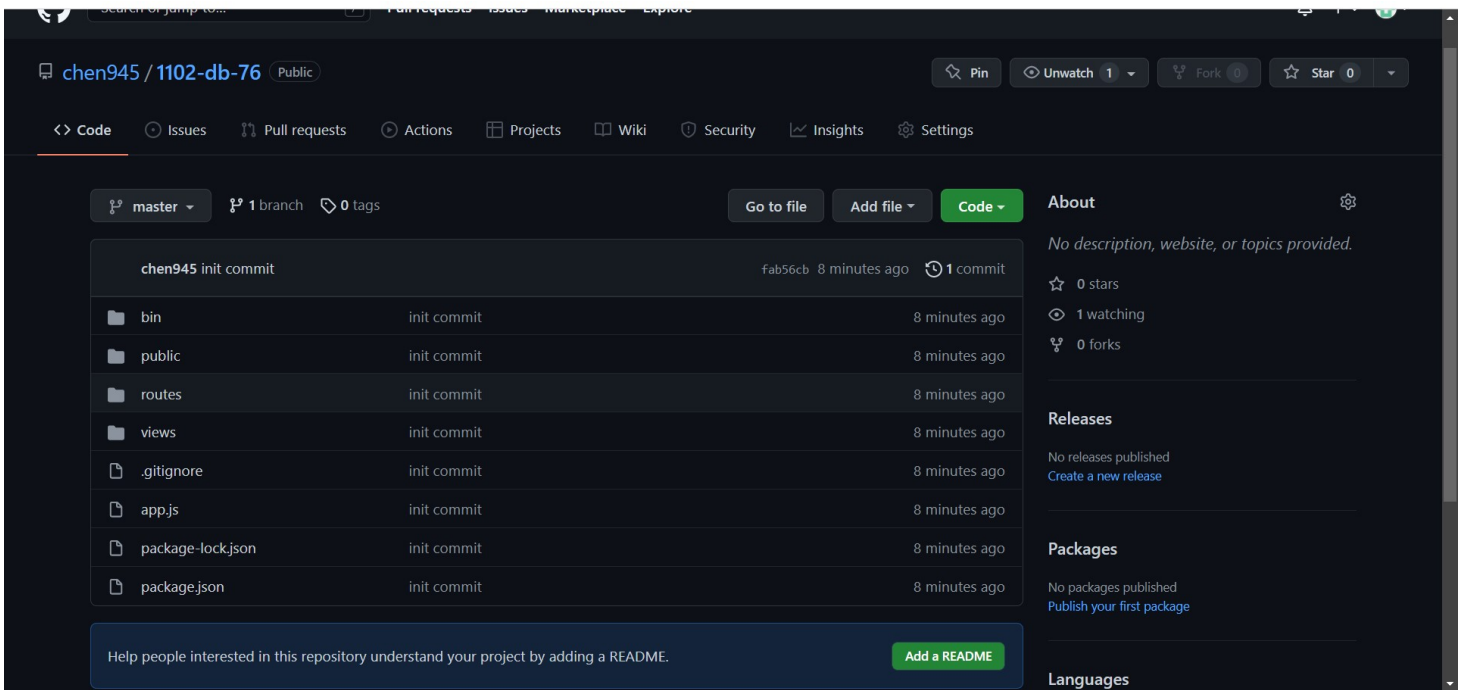 Search or jump to... /
Pull requests Issues Marketplace Explore
chen945 / 1102-db-76 Public
Pin
Unwatch 1
Fork 0
Star 0
<> Code Issues Pull requests Actions Projects Wiki Security Insights Settings
master 1 branch 0 tags
Go to file Add file Code
chen945 init commit fab56cb 8 minutes ago 1 commit
bin init commit 8 minutes ago
public init commit 8 minutes ago
routes init commit 8 minutes ago
views init commit 8 minutes ago
.gitignore init commit 8 minutes ago
app.js init commit 8 minutes ago
package-lock.json init commit 8 minutes ago
package.json init commit 8 minutes ago
Help people interested in this repository understand your project by adding a README. Add a README
About
No description, website, or topics provided.
0 stars
1 watching
0 forks
Releases
No releases published
Create a new release
Packages
No packages published
Publish your first package
Languages